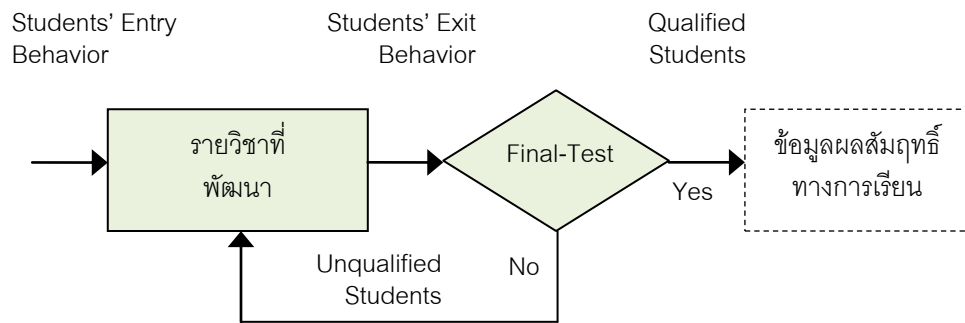 Students' Entry
Behavior
Students' Exit
Behavior
Qualified
Students
รายวิชาที่
พัฒนา
Final-Test
Yes
ข้อมูลผลสัมฤทธิ์
ทางการเรียน
Unqualified
Students
No